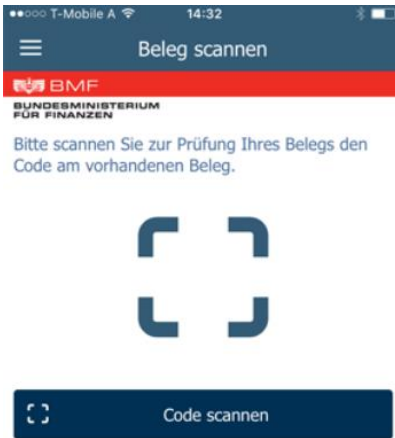 ●●○○○ T-Mobile A 14:32
Beleg scannen
BMF
BUNDESMINISTERIUM
FÜR FINANZEN
Bitte scannen Sie zur Prüfung Ihres Belegs den
Code am vorhandenen Beleg.
Code scannen